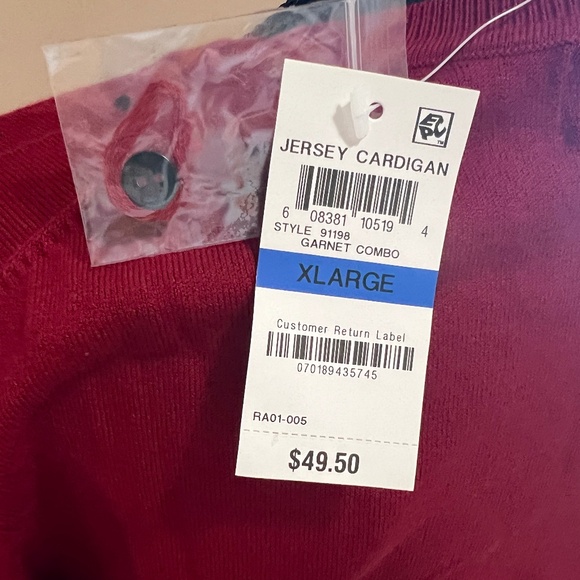 JERSEY CARDIGAN
6 08381 10519 4
STYLE 91198
GARNET COMBO
XLARGE
Customer Return Label
070189435745
RA01-005
$49.50